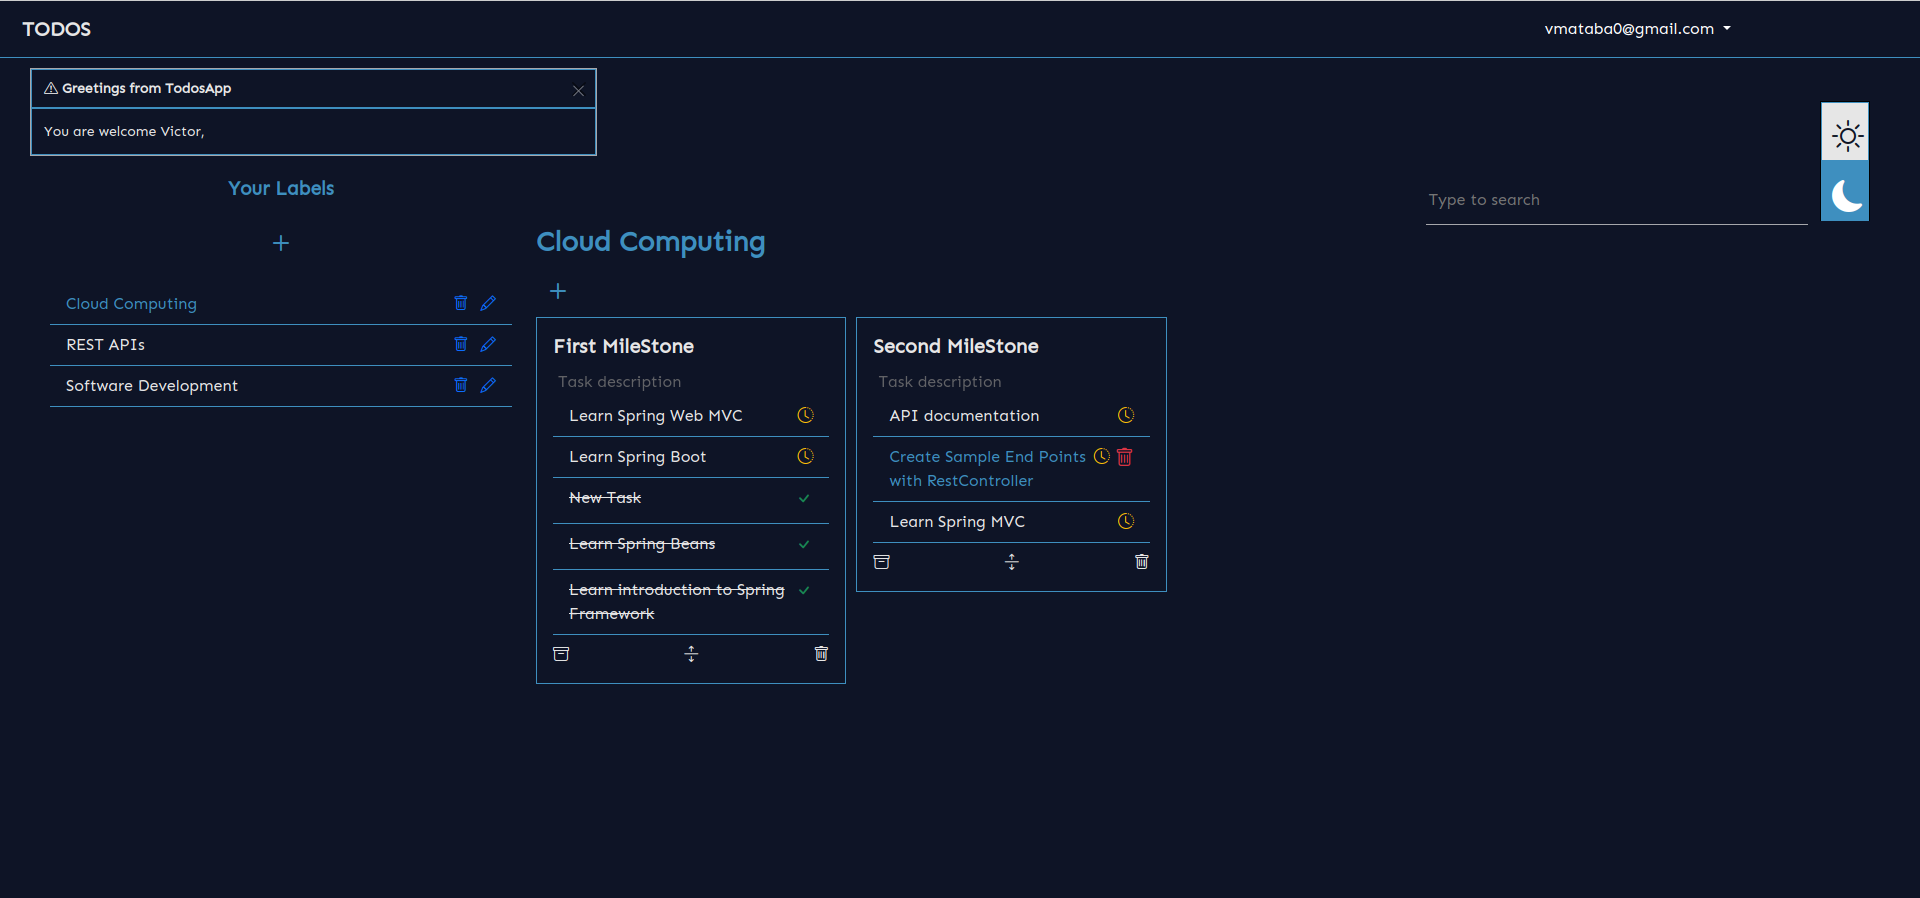 TODOS
vmataba0@gmail.com
Greetings from TodosApp
You are welcome Victor,
Your Labels
Type to search
Cloud Computing
Cloud Computing
REST APIs
Software Development
First MileStone
Task description
Learn Spring Web MVC
Learn Spring Boot
New Task
Learn Spring Beans
Learn introduction to Spring
Framework
Second MileStone
Task description
API documentation
Create Sample End Points
with RestController
Learn Spring MVC